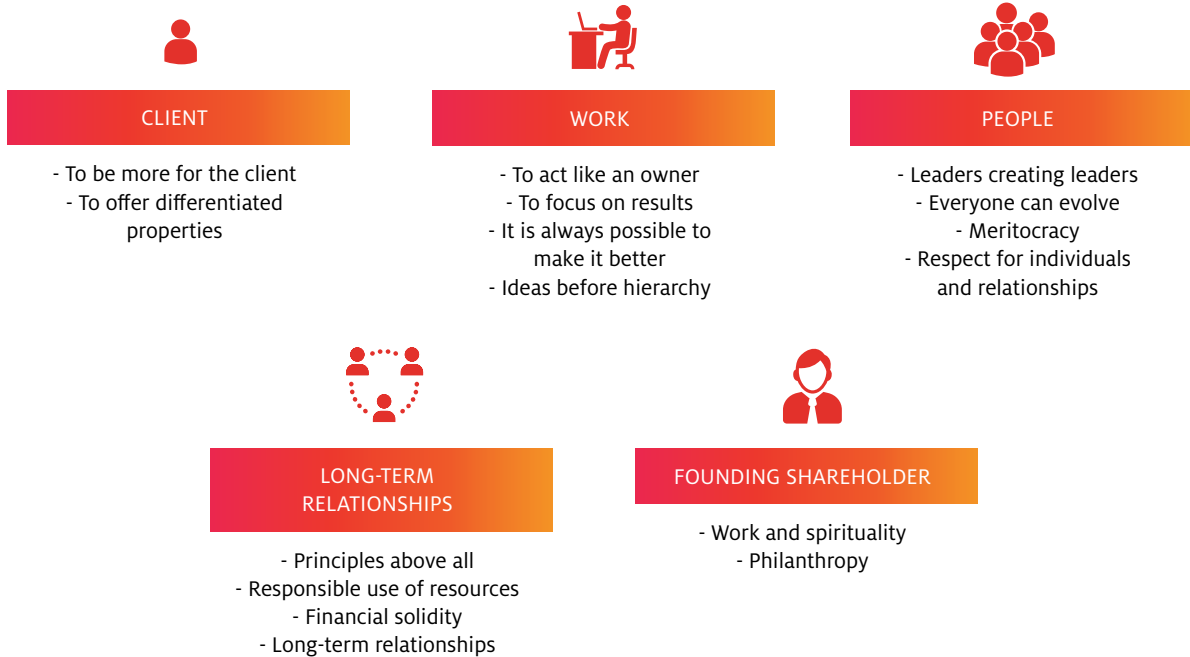 CLIENT
- To be more for the client
- To offer differentiated
properties
WORK
- To act like an owner
- To focus on results
- It is always possible to
make it better
- Ideas before hierarchy
PEOPLE
- Leaders creating leaders
- Everyone can evolve
- Meritocracy
- Respect for individuals
and relationships
LONG-TERM
RELATIONSHIPS
- Principles above all
- Responsible use of resources
- Financial solidity
- Long-term relationships
FOUNDING SHAREHOLDER
- Work and spirituality
- Philanthropy